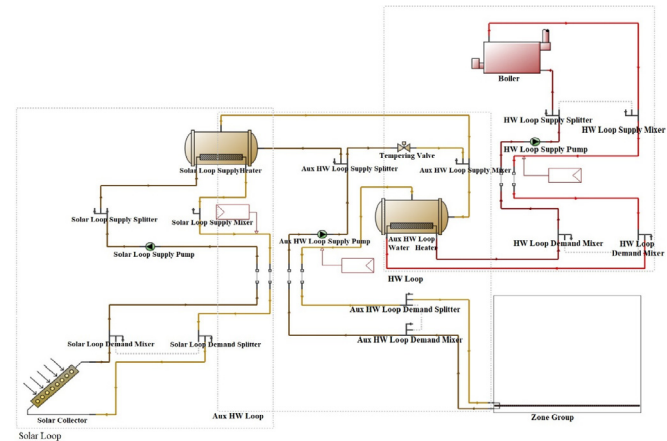 Boiler
HW Loop Supply Splitter
HW Loop Supply Mixer
HW Loop Supply Pump
Tempering Valve
Solar Loop SupplyHeater
Aux HW Loop Supply Splitter
Aux HW Loop Supply Mixer
Solar Loop Supply Splitter
Solar Loop Supply Mixer
Aux HW Loop Supply Pump
Aux HW Loop
Water Heater
HW Loop Demand Mixer
HW Loop
Demand Mixer
Solar Loop Supply Pump
HW Loop
Aux HW Loop Demand Splitter
Aux HW Loop Demand Mixer
Solar Loop Demand Mixer
Solar Loop Demand Splitter
Solar Collector
Aux HW Loop
Zone Group
Solar Loop